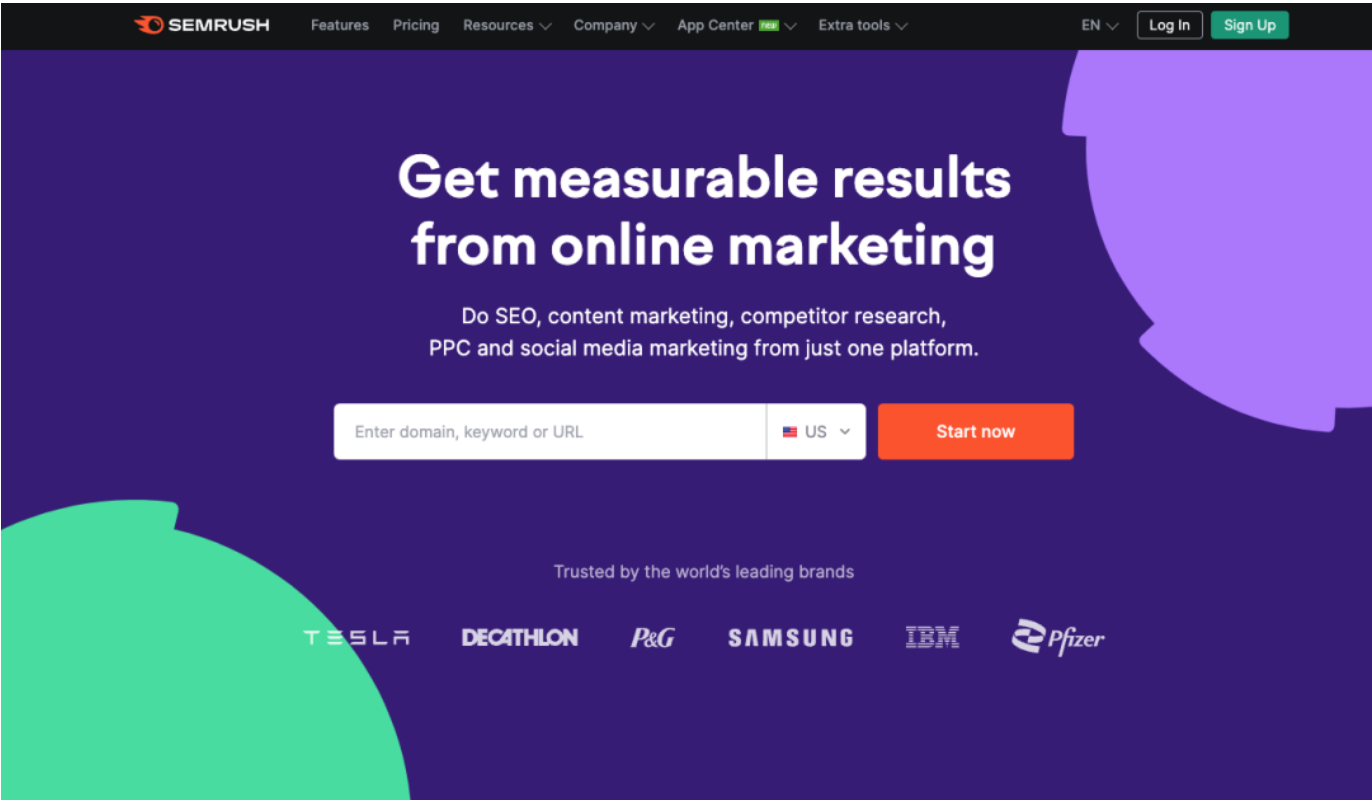 SEMRUSH Features Pricing Resources Company App Center new Extra tools EN Log In Sign Up
Get measurable results
from online marketing
Do SEO, content marketing, competitor research,
PPC and social media marketing from just one platform.
Enter domain, keyword or URL US Start now
Trusted by the world's leading brands
TESLA DECATHLON P&G SAMSUNG IBM Pfizer